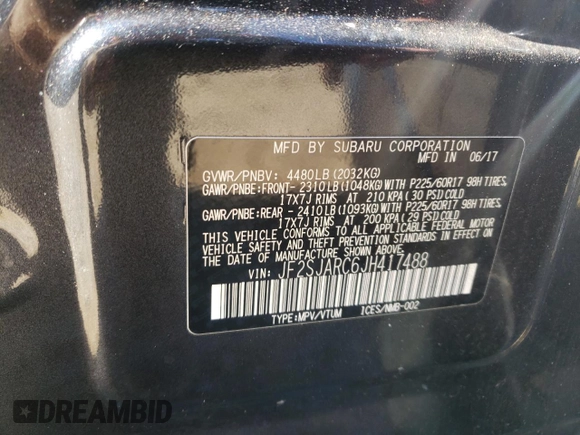 MFD BY SUBARU CORPORATION
MFD IN 06/17
GVWR/PNBV: 4480LB(2032KG)
GAWR/PNBE:FRONT- 2310LB(1048KG)WITH P225/60R17 98H TIRES
17X7J RIMS AT 210 KPA(30 PSI)COLD
GAWR/PNBE:REAR - 2410LB(1093KG)WITH P225/60R17 98H TIRES
17X7J RIMS AT 200 KPA(29 PSI)COLD
THIS VEHICLE CONFORMS TO ALL APPLICABLE FEDERAL MOTOR
VEHICLE SAFETY AND THEFT PREVENTION STANDARDS IN EFFECT ON
THE DATE OF MANUFACTURE SHOWN ABOVE.
VIN: JF2SJARC6JH417488
TYPE:MPV/VTUM ICES/NMB-002
DREAMBID